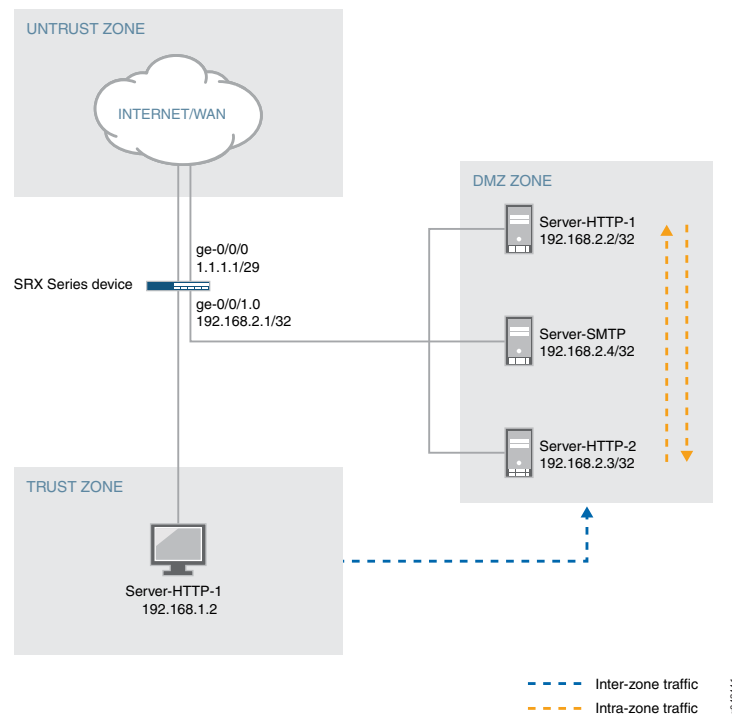 UNTRUST ZONE
INTERNET/WAN
ge-0/0/0
1.1.1.1/29
SRX Series device
ge-0/0/1.0
192.168.2.1/32
DMZ ZONE
Server-HTTP-1
192.168.2.2/32
Server-SMTP
192.168.2.4/32
Server-HTTP-2
192.168.2.3/32
TRUST ZONE
Server-HTTP-1
192.168.1.2
Inter-zone traffic
Intra-zone traffic